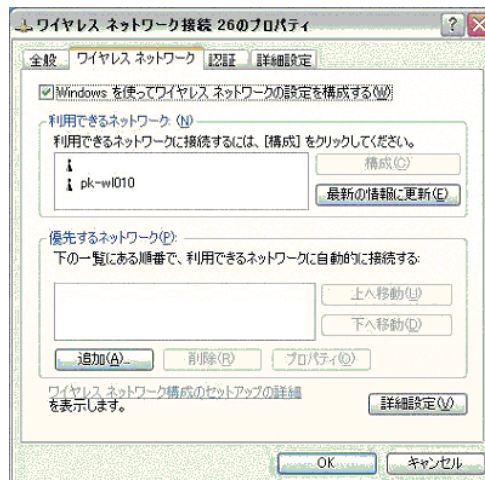 ワイヤレス ネットワーク接続 26のプロパティ
全般 ワイヤレス ネットワーク 認証 詳細設定
Windows を使ってワイヤレス ネットワークの設定を構成する(W)
利用できるネットワーク: (N)
利用できるネットワークに接続するには、[構成] をクリックしてください。
構成(C)
pk-wl010
最新の情報に更新(E)
優先するネットワーク(P):
下の一覧にある順番で、利用できるネットワークに自動的に接続する:
上へ移動(U)
下へ移動(D)
追加(A)... 削除(R) プロパティ(O)
ワイヤレス ネットワーク構成のセットアップの詳細
を表示します。
詳細設定(V)
OK キャンセル